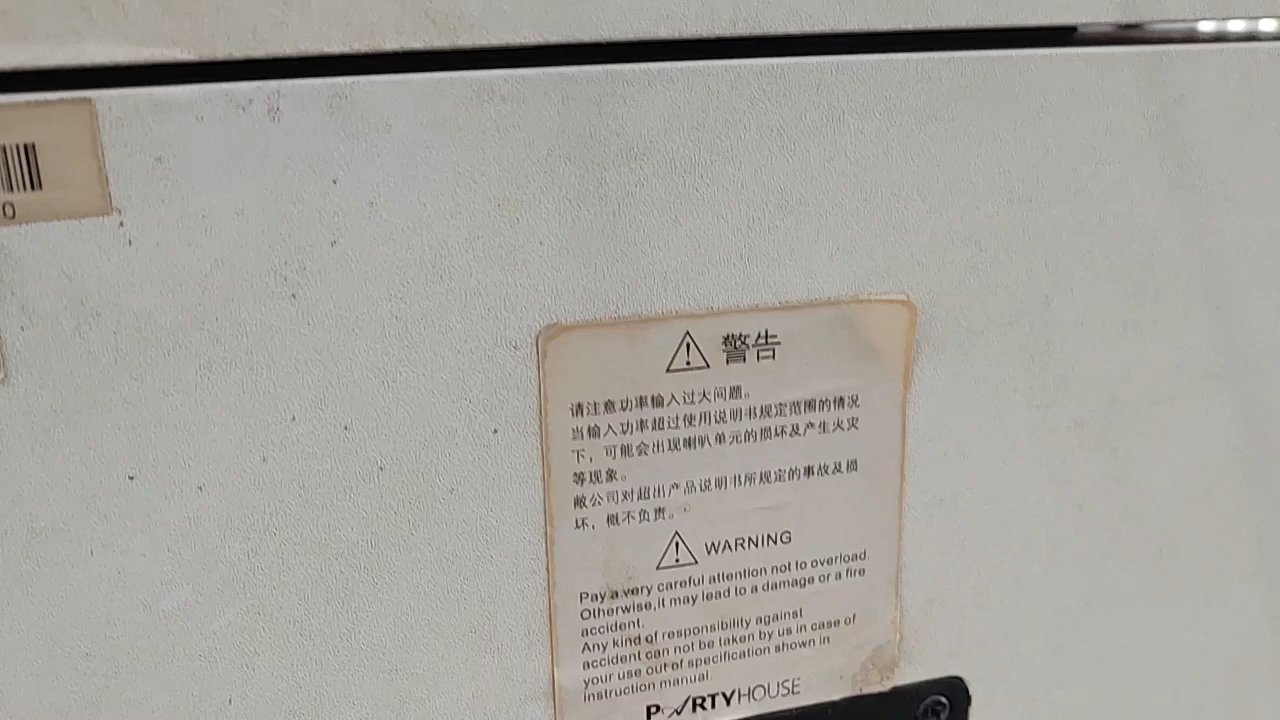 0
警告
请注意功率输入过大问题。
当输入功率超过使用说明书规定范围的情况
下，可能会出现喇叭单元的损坏及产生火灾
等现象。
敝公司对超出产品说明书所规定的事故及损
坏，概不负责。
WARNING
Pay a very careful attention not to overload.
Otherwise,it may lead to a damage or a fire
accident.
Any kind of responsibility against
accident can not be taken by us in case of
your use out of specification shown in
instruction manual.
PARTYHOUSE